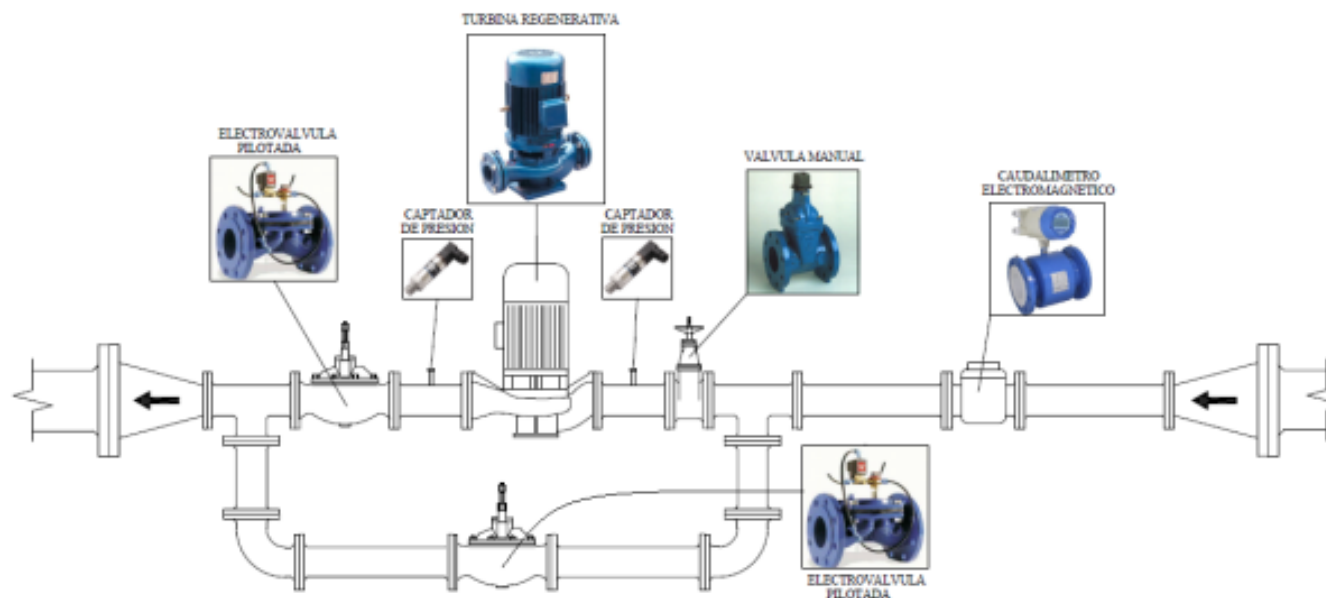 TURBINA REGENERATIVA
ELECTROVALVULA
PILOTADA
VALVULA MANUAL
CAUDALIMETRO
ELECTROMAGNETICO
CAPTADOR
DE PRESION
CAPTADOR
DE PRESION
ELECTROVALVULA
PILOTADA